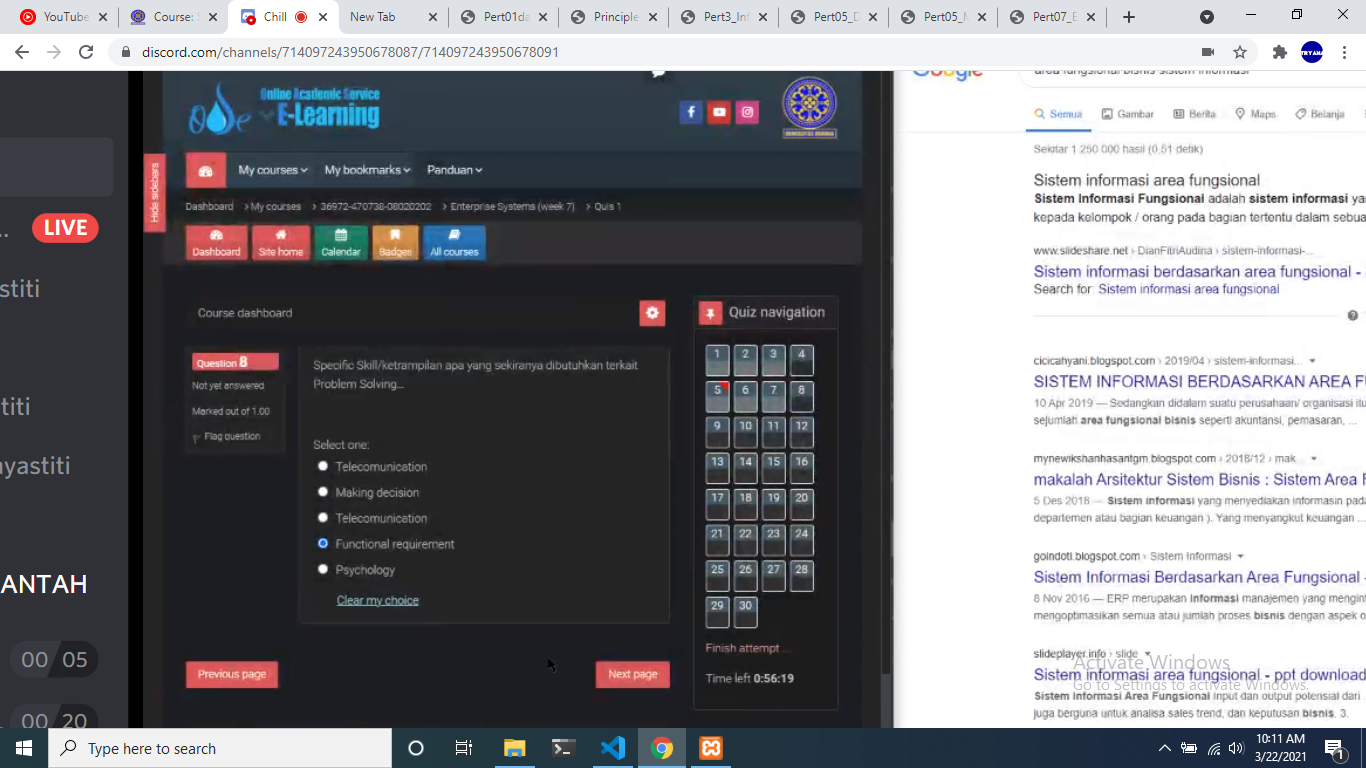 YouTube
Course: S
Chill
New Tab
Pert01da
Principle
Pert3_Inf
Pert05_D
Pert05_M
Pert07_E
discord.com/channels/714097243950678087/714097243950678091
LIVE
astiti
titi
ayastiti
ANTAH
00 05
00 20
Hide sidebars
Online Academic Service
E-Learning
My courses
My bookmarks
Panduan
Dashboard > My courses > 36972-470738-08020202 > Enterprise Systems (week 7) > Quis 1
Dashboard
Site home
Calendar
Badges
All courses
Course dashboard
Question 8
Not yet answered
Marked out of 1.00
Flag question
Specific Skill/ketrampilan apa yang sekiranya dibutuhkan terkait
Problem Solving...
Select one:
Telecomunication
Making decision
Telecomunication
Functional requirement
Psychology
Clear my choice
Previous page
Next page
Quiz navigation
1 2 3 4
5 6 7 8
9 10 11 12
13 14 15 16
17 18 19 20
21 22 23 24
25 26 27 28
29 30
Finish attempt ...
Time left 0:56:19
Google
area fungsional bisnis sistem informasi
Semua
Gambar
Berita
Maps
Belanja
Sekitar 1.250.000 hasil (0,51 detik)
Sistem informasi area fungsional
Sistem Informasi Fungsional adalah sistem informasi ya
kepada kelompok / orang pada bagian tertentu dalam sebua
www.slideshare.net › DianFitriAudina › sistem-informasi-...
Sistem informasi berdasarkan area fungsional -
Search for: Sistem informasi area fungsional
cicicahyani.blogspot.com › 2019/04 › sistem-informasi...
SISTEM INFORMASI BERDASARKAN AREA F
10 Apr 2019 — Sedangkan didalam suatu perusahaan/ organisasi itu
sejumlah area fungsional bisnis seperti akuntansi, pemasaran, ...
mynewikshanhasantgm.blogspot.com › 2018/12 › mak...
makalah Arsitektur Sistem Bisnis : Sistem Area F
5 Des 2018 — Sistem informasi yang menyediakan informasin pada
departemen atau bagian keuangan ). Yang menyangkut keuangan ...
goindoti.blogspot.com › Sistem Informasi
Sistem Informasi Berdasarkan Area Fungsional -
8 Nov 2016 — ERP merupakan Informasi manajemen yang mengint
mengoptimasikan semua atau jumlah proses bisnis dengan aspek o
slideplayer.info › slide
Sistem informasi area fungsional - ppt download
Sistem Informasi Area Fungsional Input dan output potensial dari
juga berguna untuk analisa sales trend, dan keputusan bisnis. 3.
Activate Windows
Go to Settings to activate Windows.
Type here to search
10:11 AM
3/22/2021
1